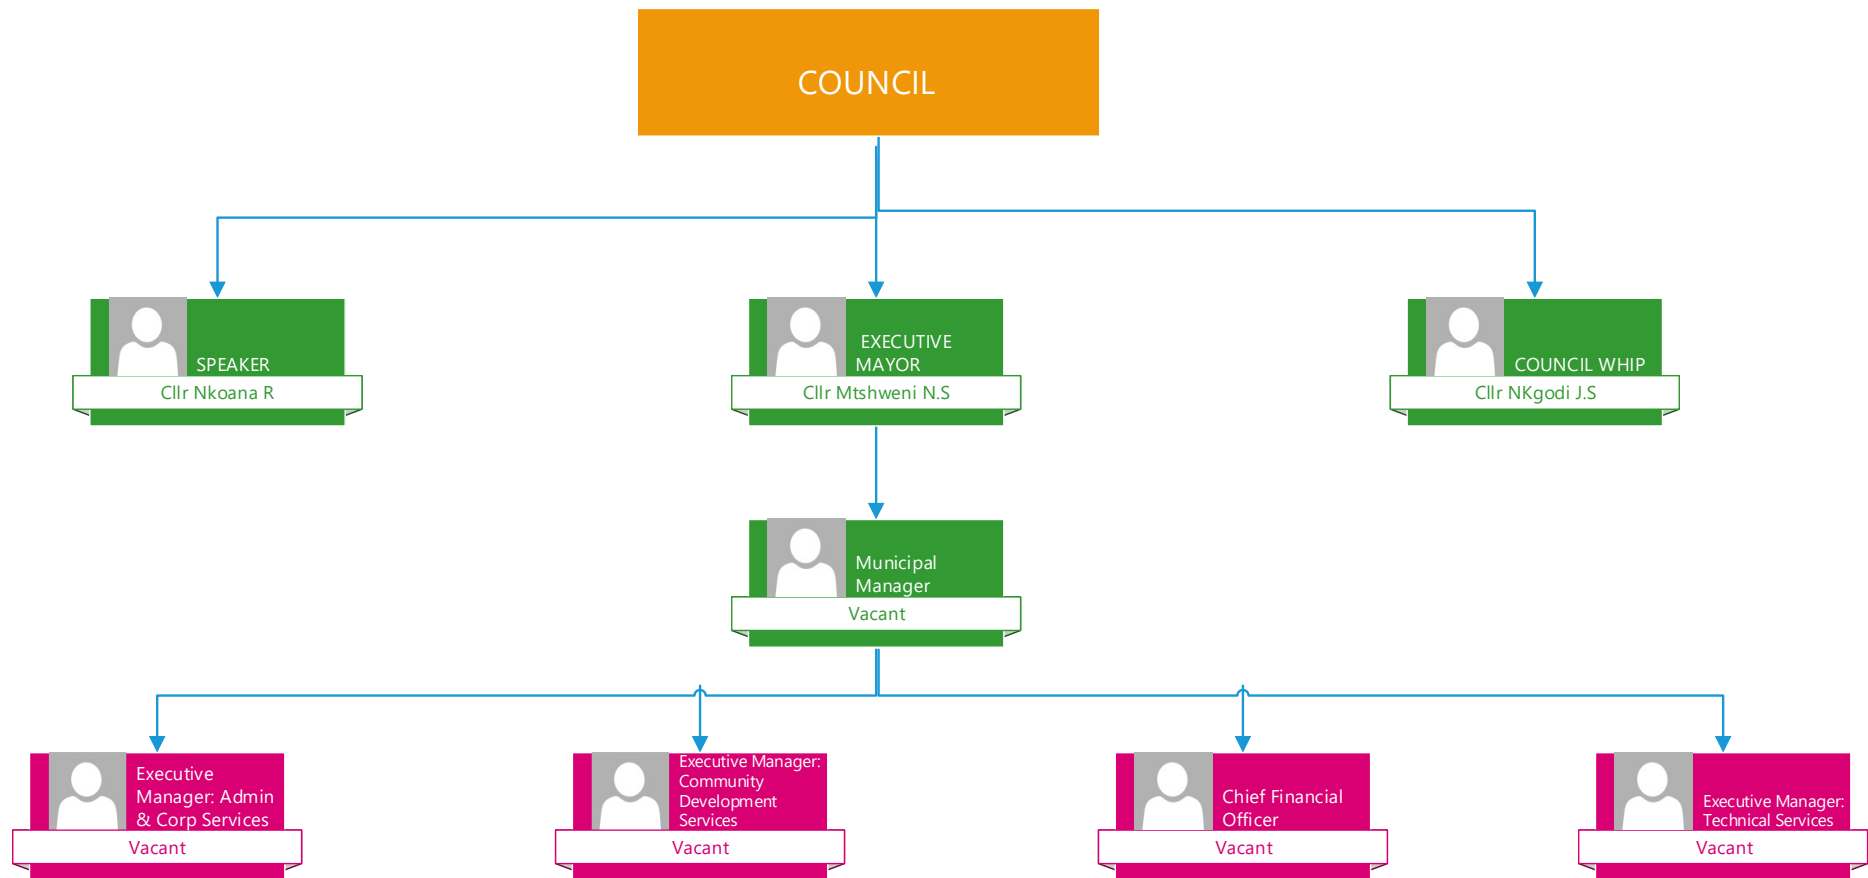 COUNCIL
SPEAKER
Cllr Nkoana R
EXECUTIVE
MAYOR
Cllr Mtshweni N.S
COUNCIL WHIP
Cllr NKgodi J.S
Municipal
Manager
Vacant
Executive
Manager: Admin
& Corp Services
Vacant
Executive Manager:
Community
Development
Services
Vacant
Chief Financial
Officer
Vacant
Executive Manager:
Technical Services
Vacant